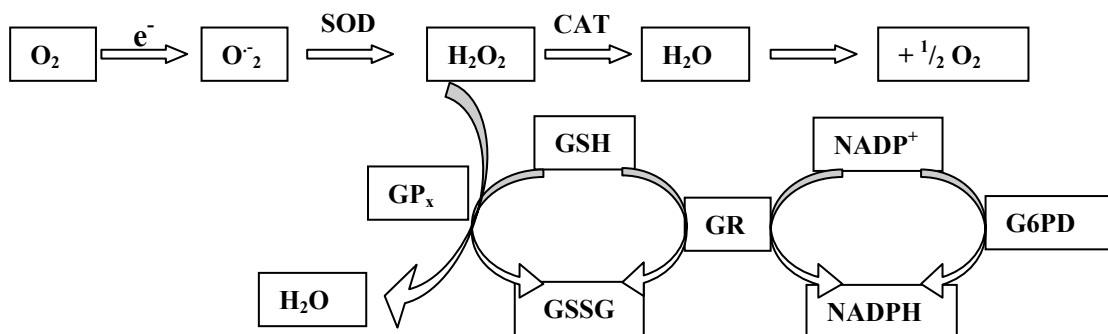 SOD CAT
O₂ e⁻ O·⁻₂ H₂O₂ H₂O + ¹/₂ O₂
GSH NADP⁺
GPₓ GR G6PD
H₂O GSSG NADPH